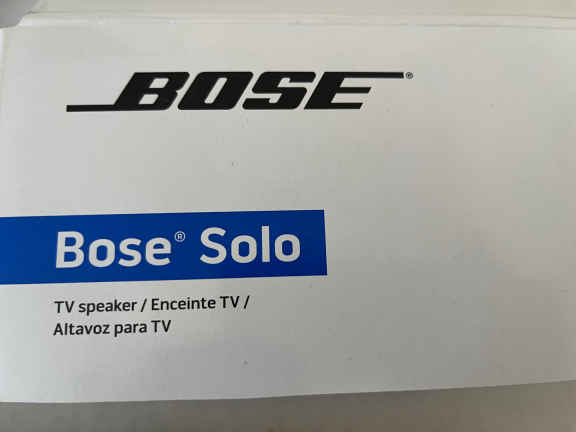 BOSE®
Bose® Solo
TV speaker / Enceinte TV /
Altavoz para TV